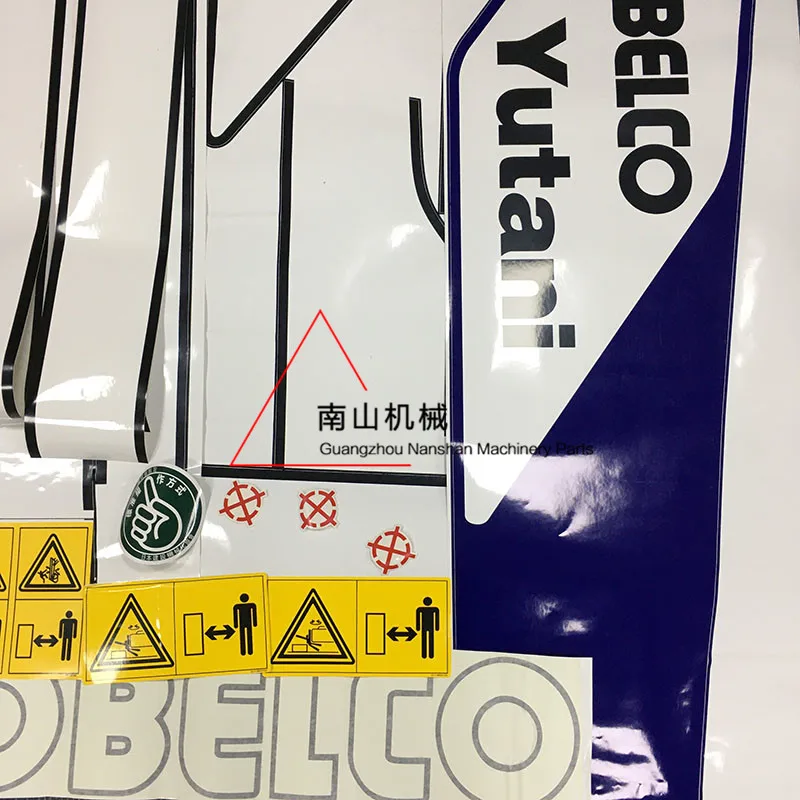 BELCO
Yutani
南山机械
Guangzhou Nanshan Machinery Parts
作方式
OBELCO